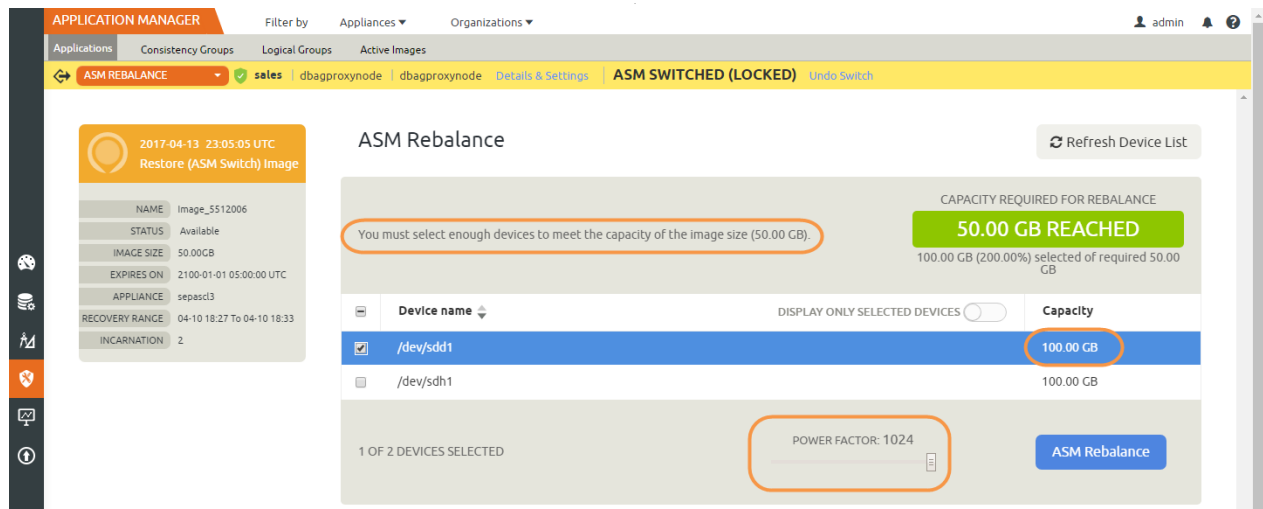 APPLICATION MANAGER Filter by Appliances ▾ Organizations ▾ admin
Applications Consistency Groups Logical Groups Active Images
ASM REBALANCE sales | dbagproxynode | dbagproxynode Details & Settings | ASM SWITCHED (LOCKED) Undo Switch
2017-04-13 23:05:05 UTC
Restore (ASM Switch) Image
NAME Image_5512006
STATUS Available
IMAGE SIZE 50.00GB
EXPIRES ON 2100-01-01 05:00:00 UTC
APPLIANCE sepascl3
RECOVERY RANGE 04-10 18:27 To 04-10 18:33
INCARNATION 2
ASM Rebalance
Refresh Device List
You must select enough devices to meet the capacity of the image size (50.00 GB).
CAPACITY REQUIRED FOR REBALANCE
50.00 GB REACHED
100.00 GB (200.00%) selected of required 50.00
GB
Device name DISPLAY ONLY SELECTED DEVICES Capacity
/dev/sdd1 100.00 GB
/dev/sdh1 100.00 GB
1 OF 2 DEVICES SELECTED
POWER FACTOR: 1024
ASM Rebalance